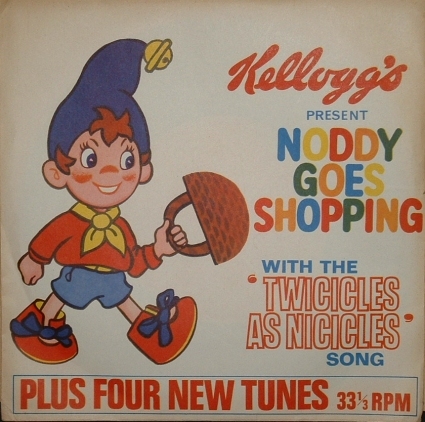 Kellogg's
PRESENT
NODDY
GOES
SHOPPING
WITH THE
'TWICICLES
AS NICICLES'
SONG
PLUS FOUR NEW TUNES 33⅓ RPM